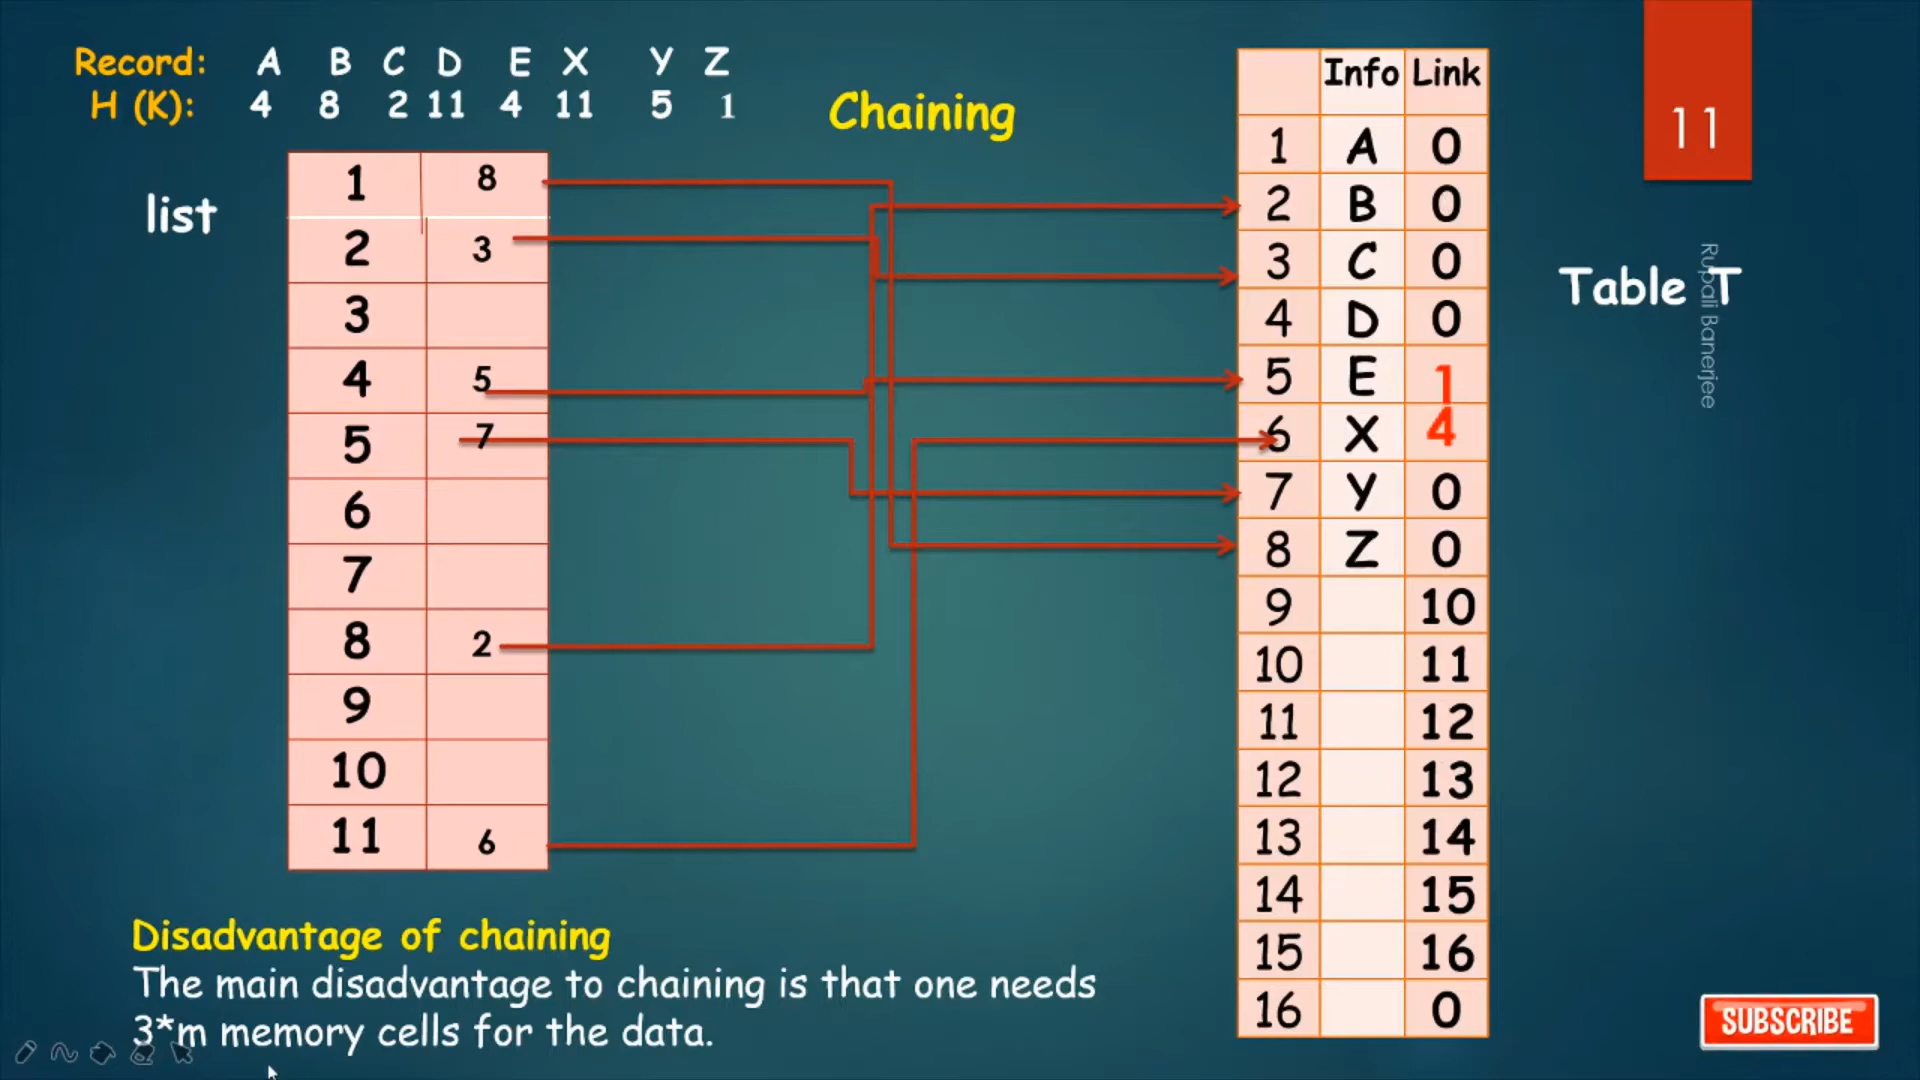 Record: A B C D E X Y Z
H (K): 4 8 2 11 4 11 5 1
Chaining
11
list
1 8
2 3
3
4 5
5 7
6
7
8 2
9
10
11 6
Info Link
1 A 0
2 B 0
3 C 0
4 D 0
5 E 1
6 X 4
7 Y 0
8 Z 0
9 10
10 11
11 12
12 13
13 14
14 15
15 16
16 0
Table T
Rupali Banerjee
Disadvantage of chaining
The main disadvantage to chaining is that one needs
3*m memory cells for the data.
SUBSCRIBE